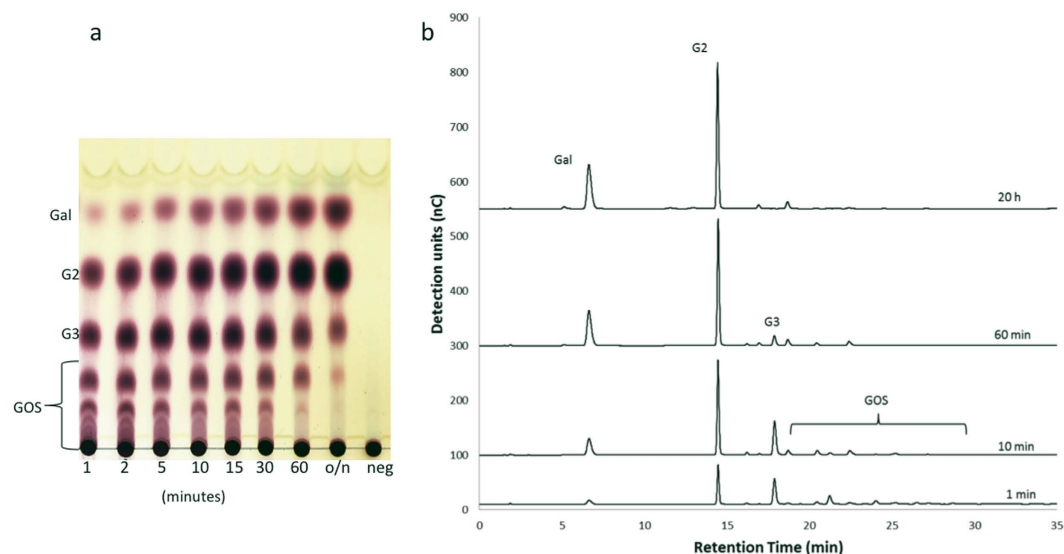 a
Gal
G2
G3
GOS
1 2 5 10 15 30 60 o/n neg
(minutes)
b
900
800
700
600
500
400
300
200
100
0
Detection units (nC)
G2
Gal
20 h
G3
60 min
GOS
10 min
1 min
0 5 10 15 20 25 30 35
Retention Time (min)